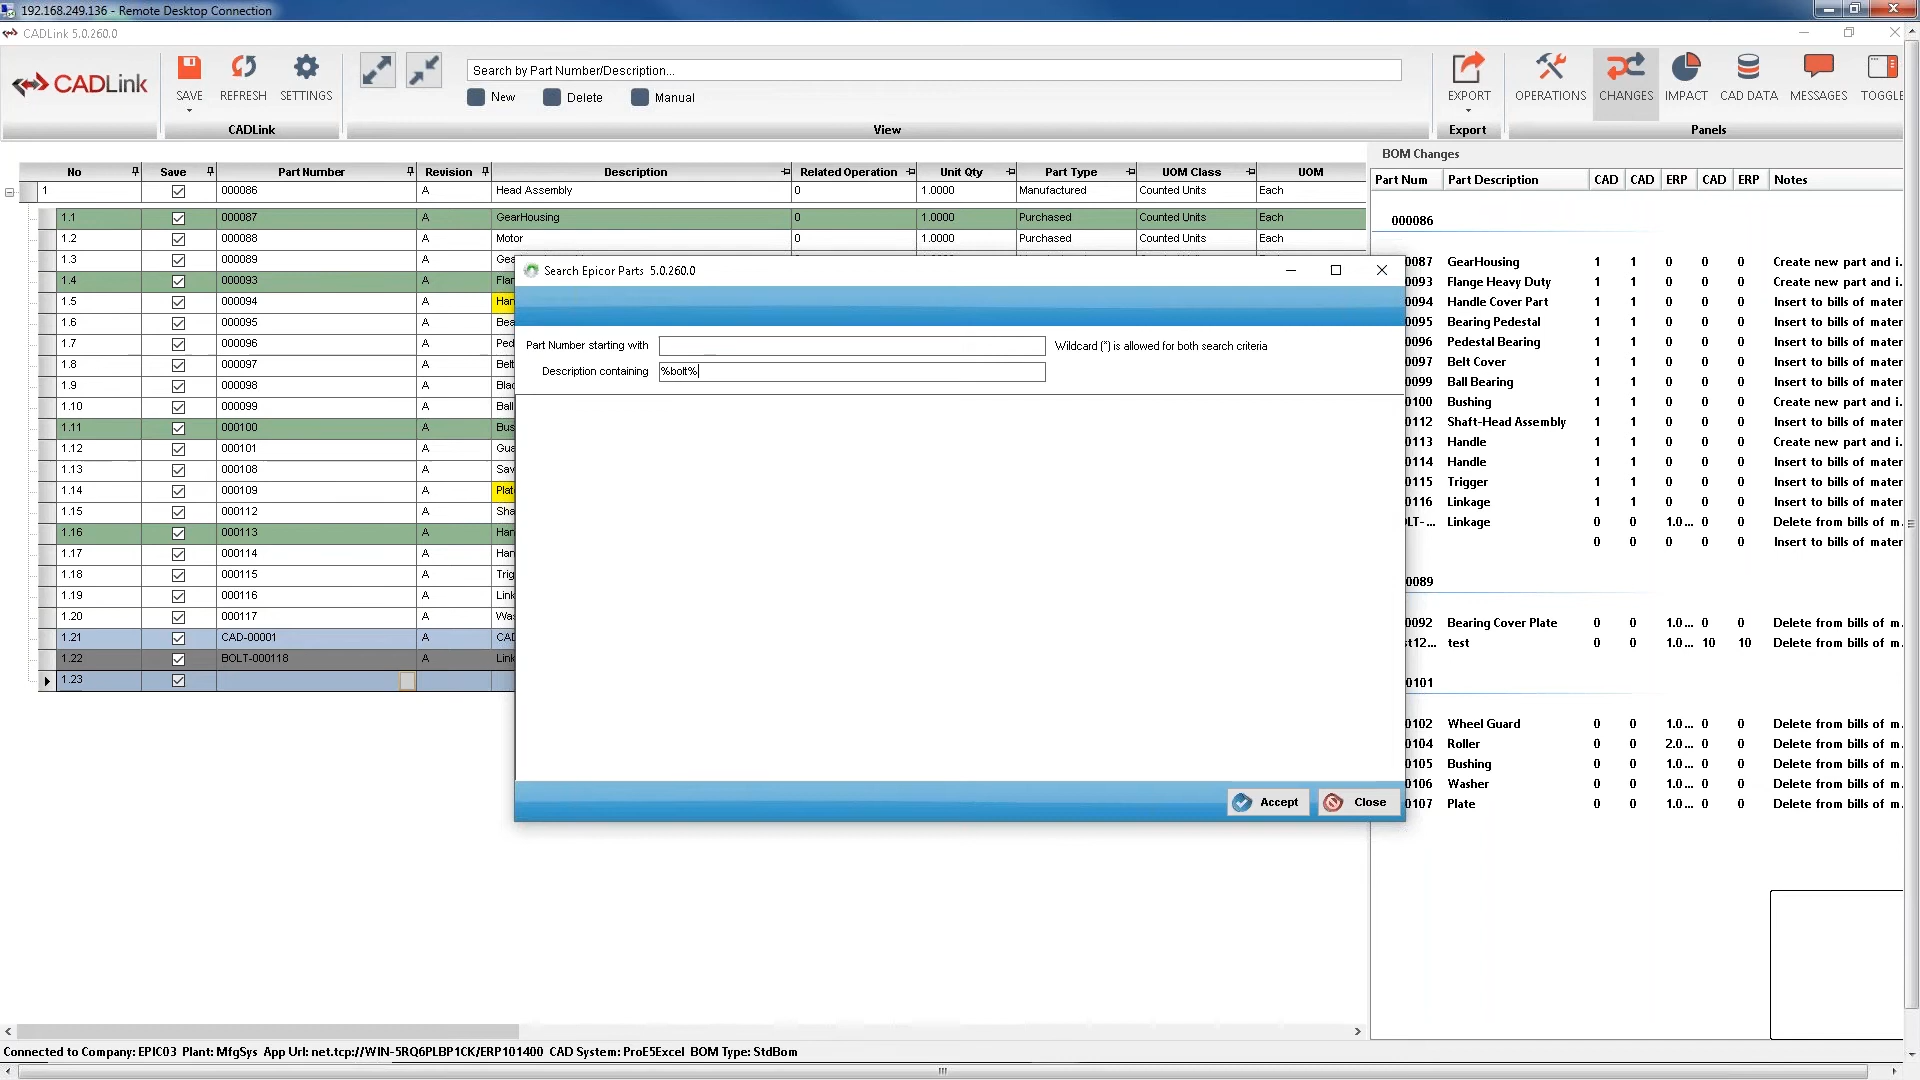 192.168.249.136 - Remote Desktop Connection
CADLink 5.0.260.0
CADLink
SAVE REFRESH SETTINGS
CADLink
Search by Part Number/Description...
New Delete Manual
View
EXPORT
Export
OPERATIONS CHANGES IMPACT CAD DATA MESSAGES TOGGLE
Panels
No Save Part Number Revision Description Related Operation Unit Qty Part Type UOM Class UOM
1 000086 A Head Assembly 0 1.0000 Manufactured Counted Units Each
1.1 000087 A GearHousing 0 1.0000 Purchased Counted Units Each
1.2 000088 A Motor 0 1.0000 Purchased Counted Units Each
1.3 000089 A Gea
1.4 000093 A Flan
1.5 000094 A Han
1.6 000095 A Bea
1.7 000096 A Ped
1.8 000097 A Belt
1.9 000098 A Blac
1.10 000099 A Ball
1.11 000100 A Bus
1.12 000101 A Gua
1.13 000108 A Sav
1.14 000109 A Plat
1.15 000112 A Sha
1.16 000113 A Han
1.17 000114 A Han
1.18 000115 A Trig
1.19 000116 A Link
1.20 000117 A Was
1.21 CAD-00001 A CAD
1.22 BOLT-000118 A Link
1.23
Search Epicor Parts 5.0.260.0
Part Number starting with
Wildcard (*) is allowed for both search criteria
Description containing %bolt%
Accept Close
BOM Changes
Part Num Part Description CAD CAD ERP CAD ERP Notes
000086
0087 GearHousing 1 1 0 0 0 Create new part and i...
0093 Flange Heavy Duty 1 1 0 0 0 Create new part and i...
0094 Handle Cover Part 1 1 0 0 0 Insert to bills of mater
0095 Bearing Pedestal 1 1 0 0 0 Insert to bills of mater
0096 Pedestal Bearing 1 1 0 0 0 Insert to bills of mater
0097 Belt Cover 1 1 0 0 0 Insert to bills of mater
0099 Ball Bearing 1 1 0 0 0 Insert to bills of mater
0100 Bushing 1 1 0 0 0 Create new part and i...
0112 Shaft-Head Assembly 1 1 0 0 0 Insert to bills of mater
0113 Handle 1 1 0 0 0 Create new part and i...
0114 Handle 1 1 0 0 0 Insert to bills of mater
0115 Trigger 1 1 0 0 0 Insert to bills of mater
0116 Linkage 1 1 0 0 0 Insert to bills of mater
LT-... Linkage 0 0 1.0... 0 0 Delete from bills of m...
0 0 0 0 0 Insert to bills of mater
0089
0092 Bearing Cover Plate 0 0 1.0... 0 0 Delete from bills of m...
st12... test 0 0 1.0... 10 10 Delete from bills of m...
0101
0102 Wheel Guard 0 0 1.0... 0 0 Delete from bills of m...
0104 Roller 0 0 2.0... 0 0 Delete from bills of m...
0105 Bushing 0 0 1.0... 0 0 Delete from bills of m...
0106 Washer 0 0 1.0... 0 0 Delete from bills of m...
0107 Plate 0 0 1.0... 0 0 Delete from bills of m...
Connected to Company: EPIC03 Plant: MfgSys App Url: net.tcp://WIN-5RQ6PLBP1CK/ERP101400 CAD System: ProE5Excel BOM Type: StdBom